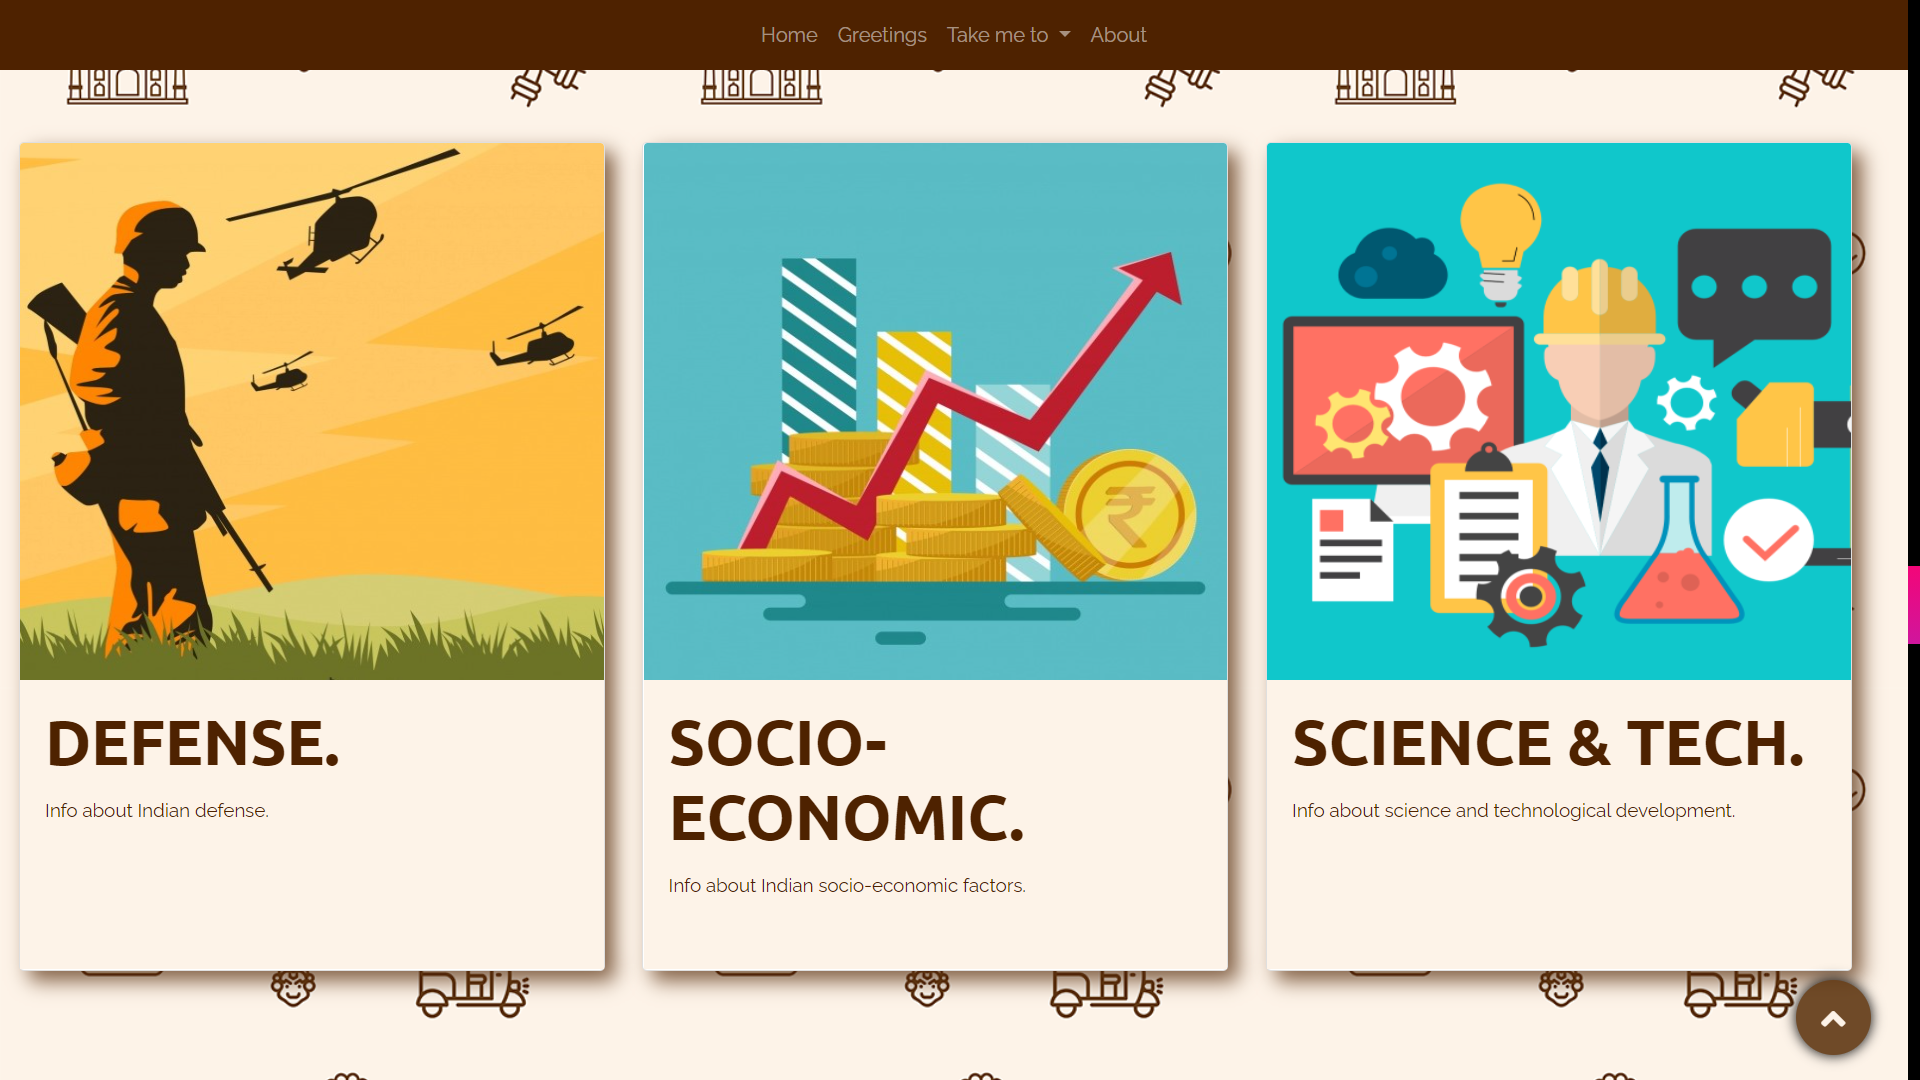 Home Greetings Take me to About
DEFENSE.
Info about Indian defense.
SOCIO-
ECONOMIC.
Info about Indian socio-economic factors.
SCIENCE & TECH.
Info about science and technological development.
₹